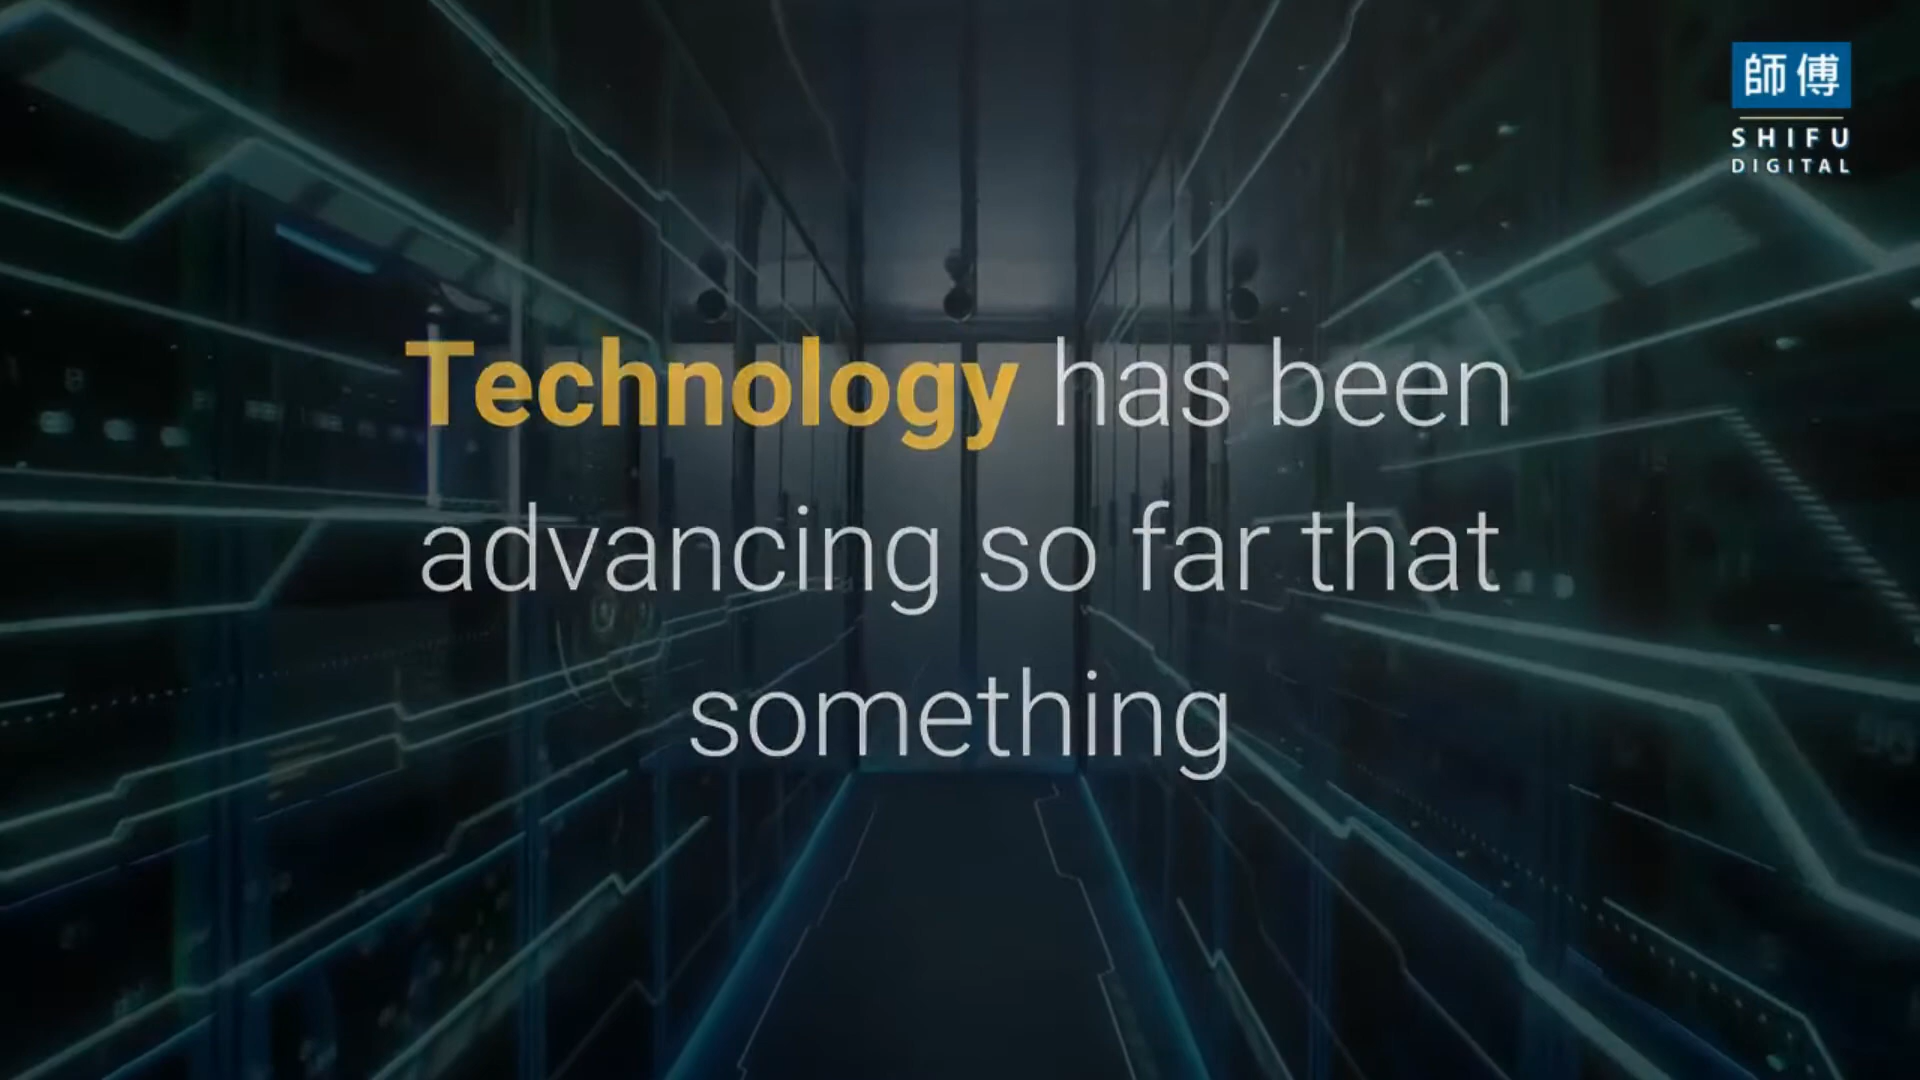 師傅
SHIFU
DIGITAL
Technology has been
advancing so far that
something